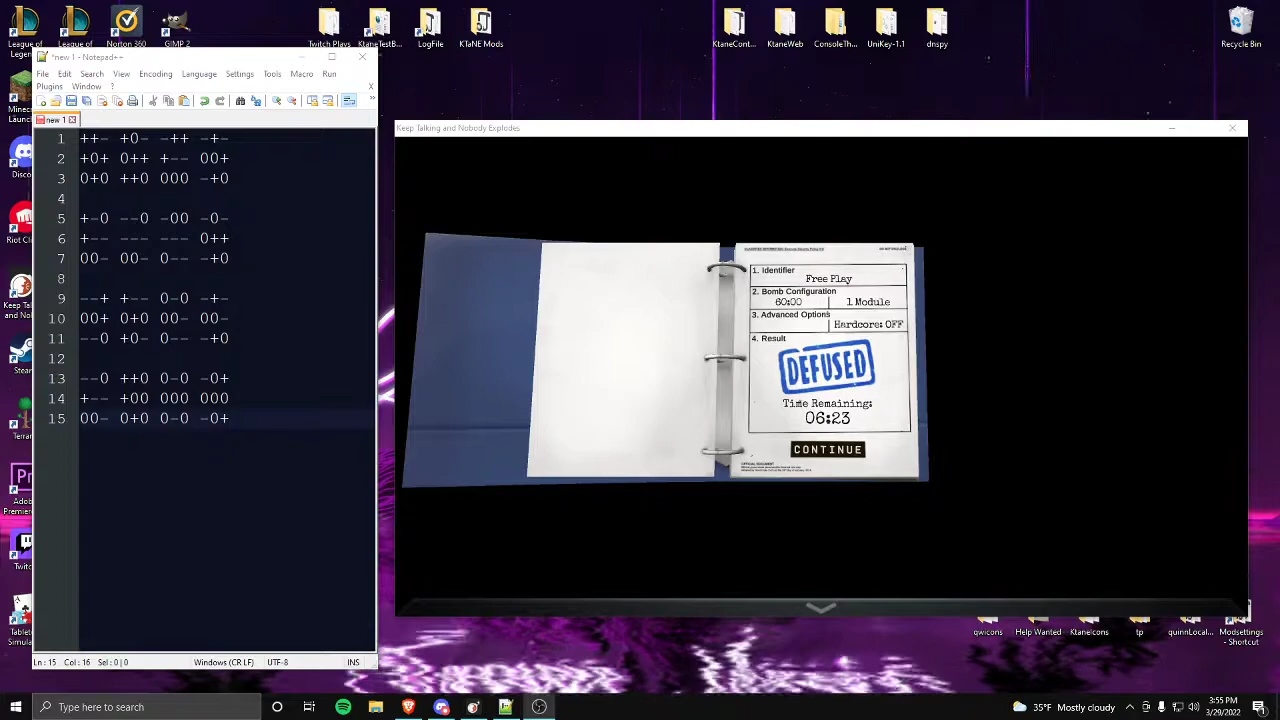 League of
League of
Norton 360
GIMP 2
Twitch Plays
KtaneTestB...
LogFile
KTANE Mods
KtaneWe...
ConsoleTh...
UniKey-1.1
dnspy
Recycle Bin
*new 1 - Notepad++
File Edit Search View Encoding Language Settings Tools Macro Run
Plugins Window ? X
new 1
1 ++- +0- -++ -+-
2 +0+ 0++ +-- 00+
3 0+0 ++0 000 -+0
4
5 +-0 --0 -00 -0-
6 +-- --- --- 0++
7 00- 00- 0-- -+0
8
9 --+ +-- 0-0 -+-
10 00+ 0+0 00- 00-
11 --0 +0- 0-- -+0
12
13 --0 ++0 0-0 -0+
14 +-- +00 000 000
15 00- 0+0 0-0 -0+
Ln : 15 Col : 16 Sel : 0 | 0 Windows (CR LF) UTF-8 INS
Keep Talking and Nobody Explodes
1. Identifier
Free Play
2. Bomb Configuration
60:00 1 Module
3. Advanced Options
Hardcore: OFF
4. Result
DEFUSED
Time Remaining:
06:23
CONTINUE
qwicons
Help Wanted
KtaneIcons
tp
quinnLocal...
Modsettings
- Shortcut
Type here to search
35°F Mostly cloudy
3:55 PM
3/29/2022